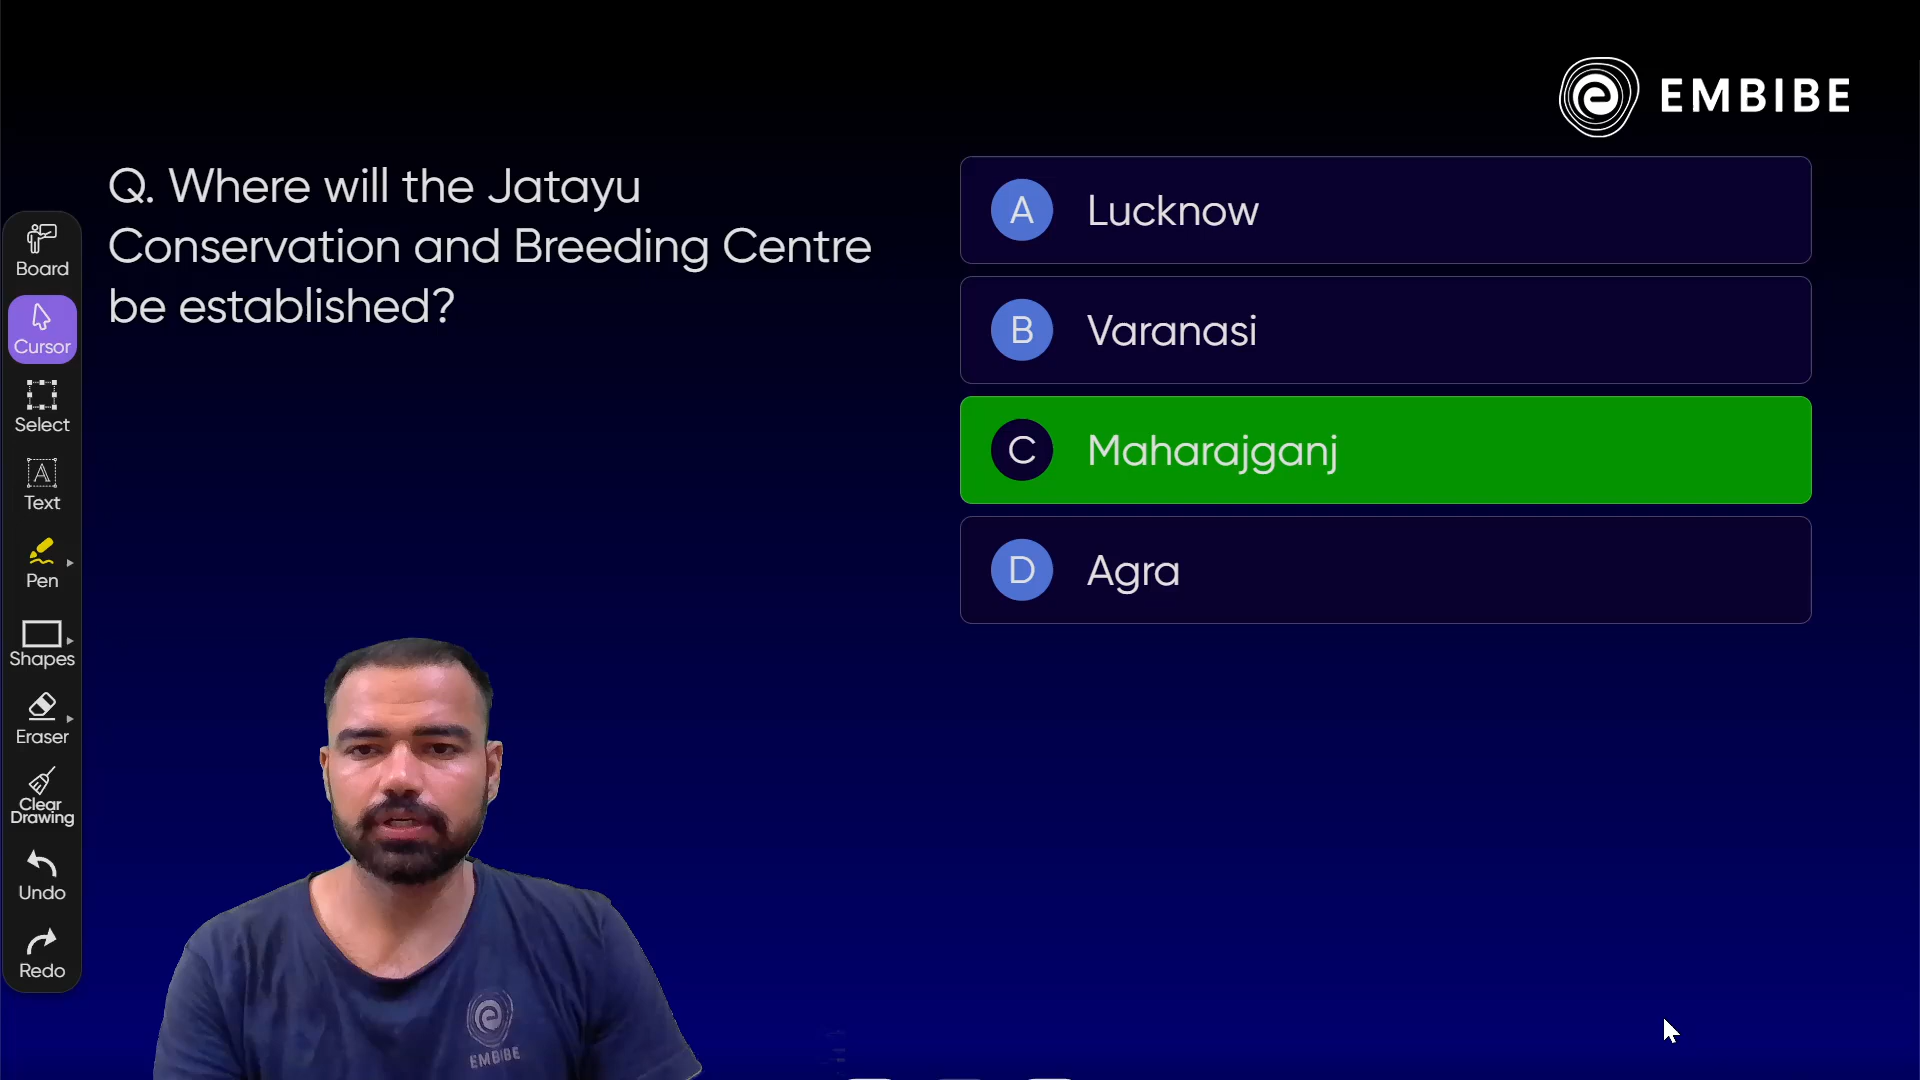 EMBIBE
Q. Where will the Jatayu
Conservation and Breeding Centre
be established?
A Lucknow
B Varanasi
C Maharajganj
D Agra
Board
Cursor
Select
A
Text
Pen
Shapes
Eraser
Clear
Drawing
Undo
Redo
EMBIBE